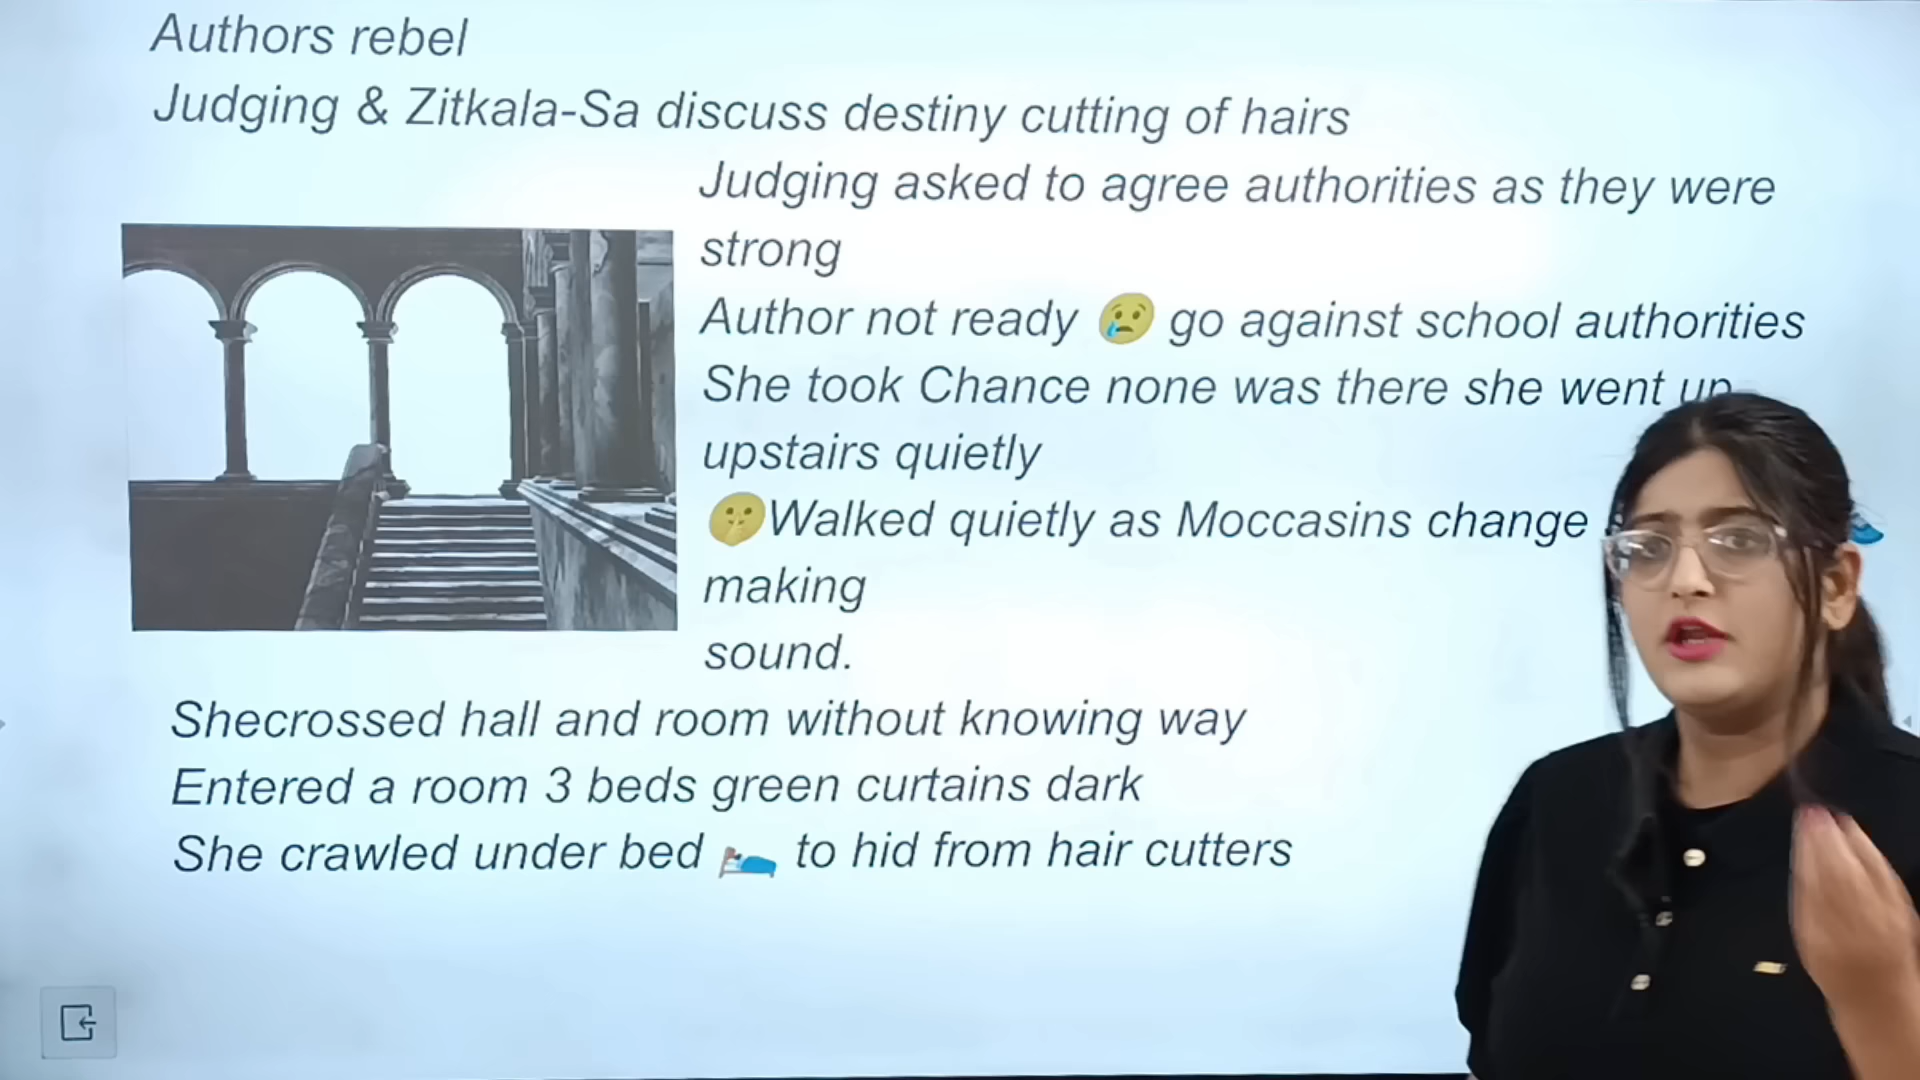 Authors rebel
Judging & Zitkala-Sa discuss destiny cutting of hairs
Judging asked to agree authorities as they were
strong
Author not ready 😢 go against school authorities
She took Chance none was there she went up
upstairs quietly
🤫Walked quietly as Moccasins change
making
sound.
Shecrossed hall and room without knowing way
Entered a room 3 beds green curtains dark
She crawled under bed 🛌 to hid from hair cutters